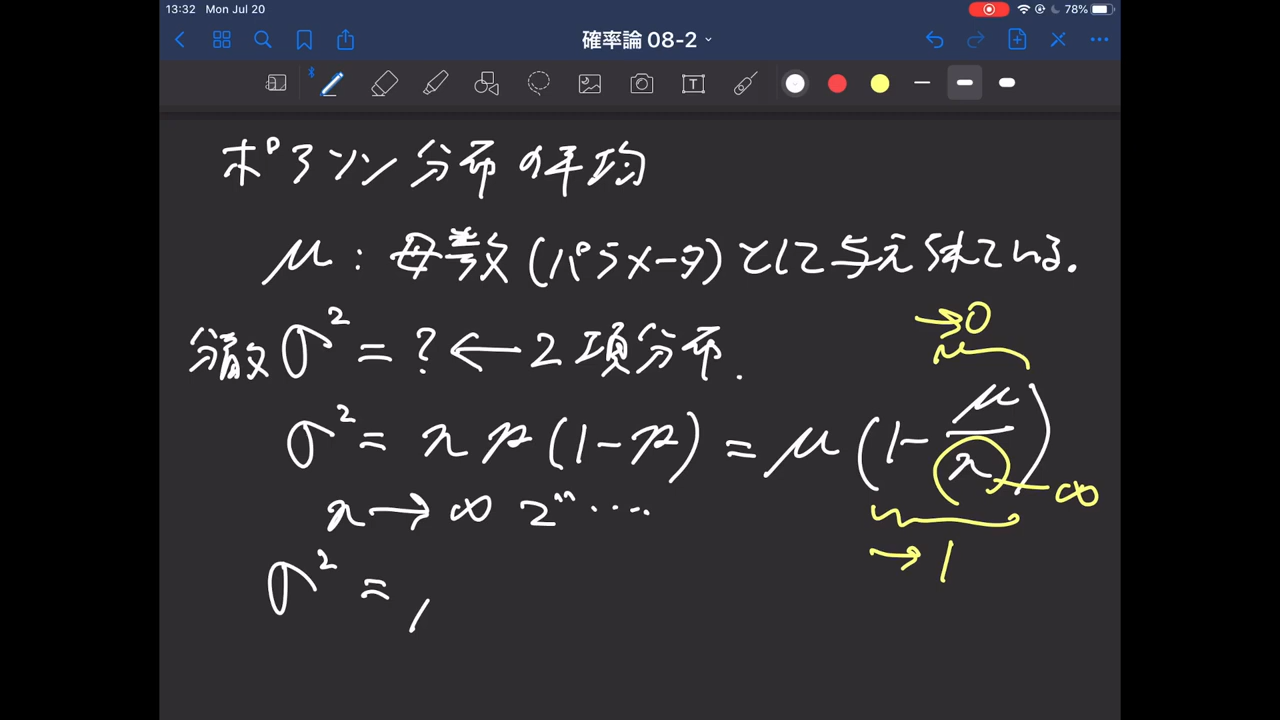 13:32 Mon Jul 20
78%
確率論 08-2
T
ポアソン分布の平均
μ : 母数(パラメータ)として与えられている.
分散 σ² = ? ← 2項分布.
→0
σ² = np(1-p) = μ(1 - μ/n)
∞
n → ∞ で....
→1
σ² =